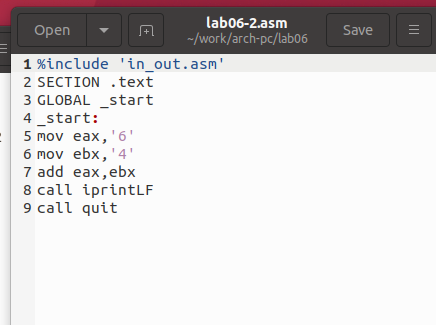 Open
lab06-2.asm
~/work/arch-pc/lab06
Save
1 %include 'in_out.asm'
2 SECTION .text
3 GLOBAL _start
4 _start:
5 mov eax,'6'
6 mov ebx,'4'
7 add eax,ebx
8 call iprintLF
9 call quit